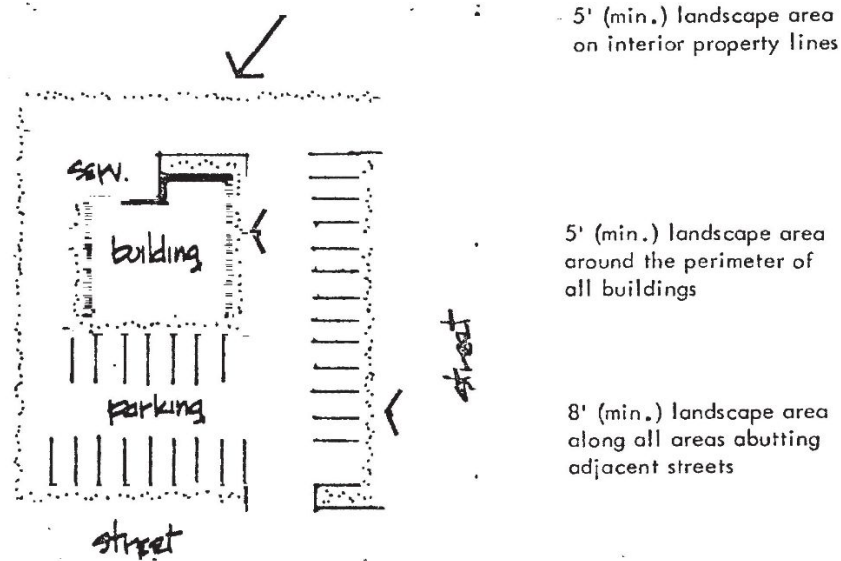 5' (min.) landscape area
on interior property lines
building
5' (min.) landscape area
around the perimeter of
all buildings
street
parking
8' (min.) landscape area
along all areas abutting
adjacent streets
street